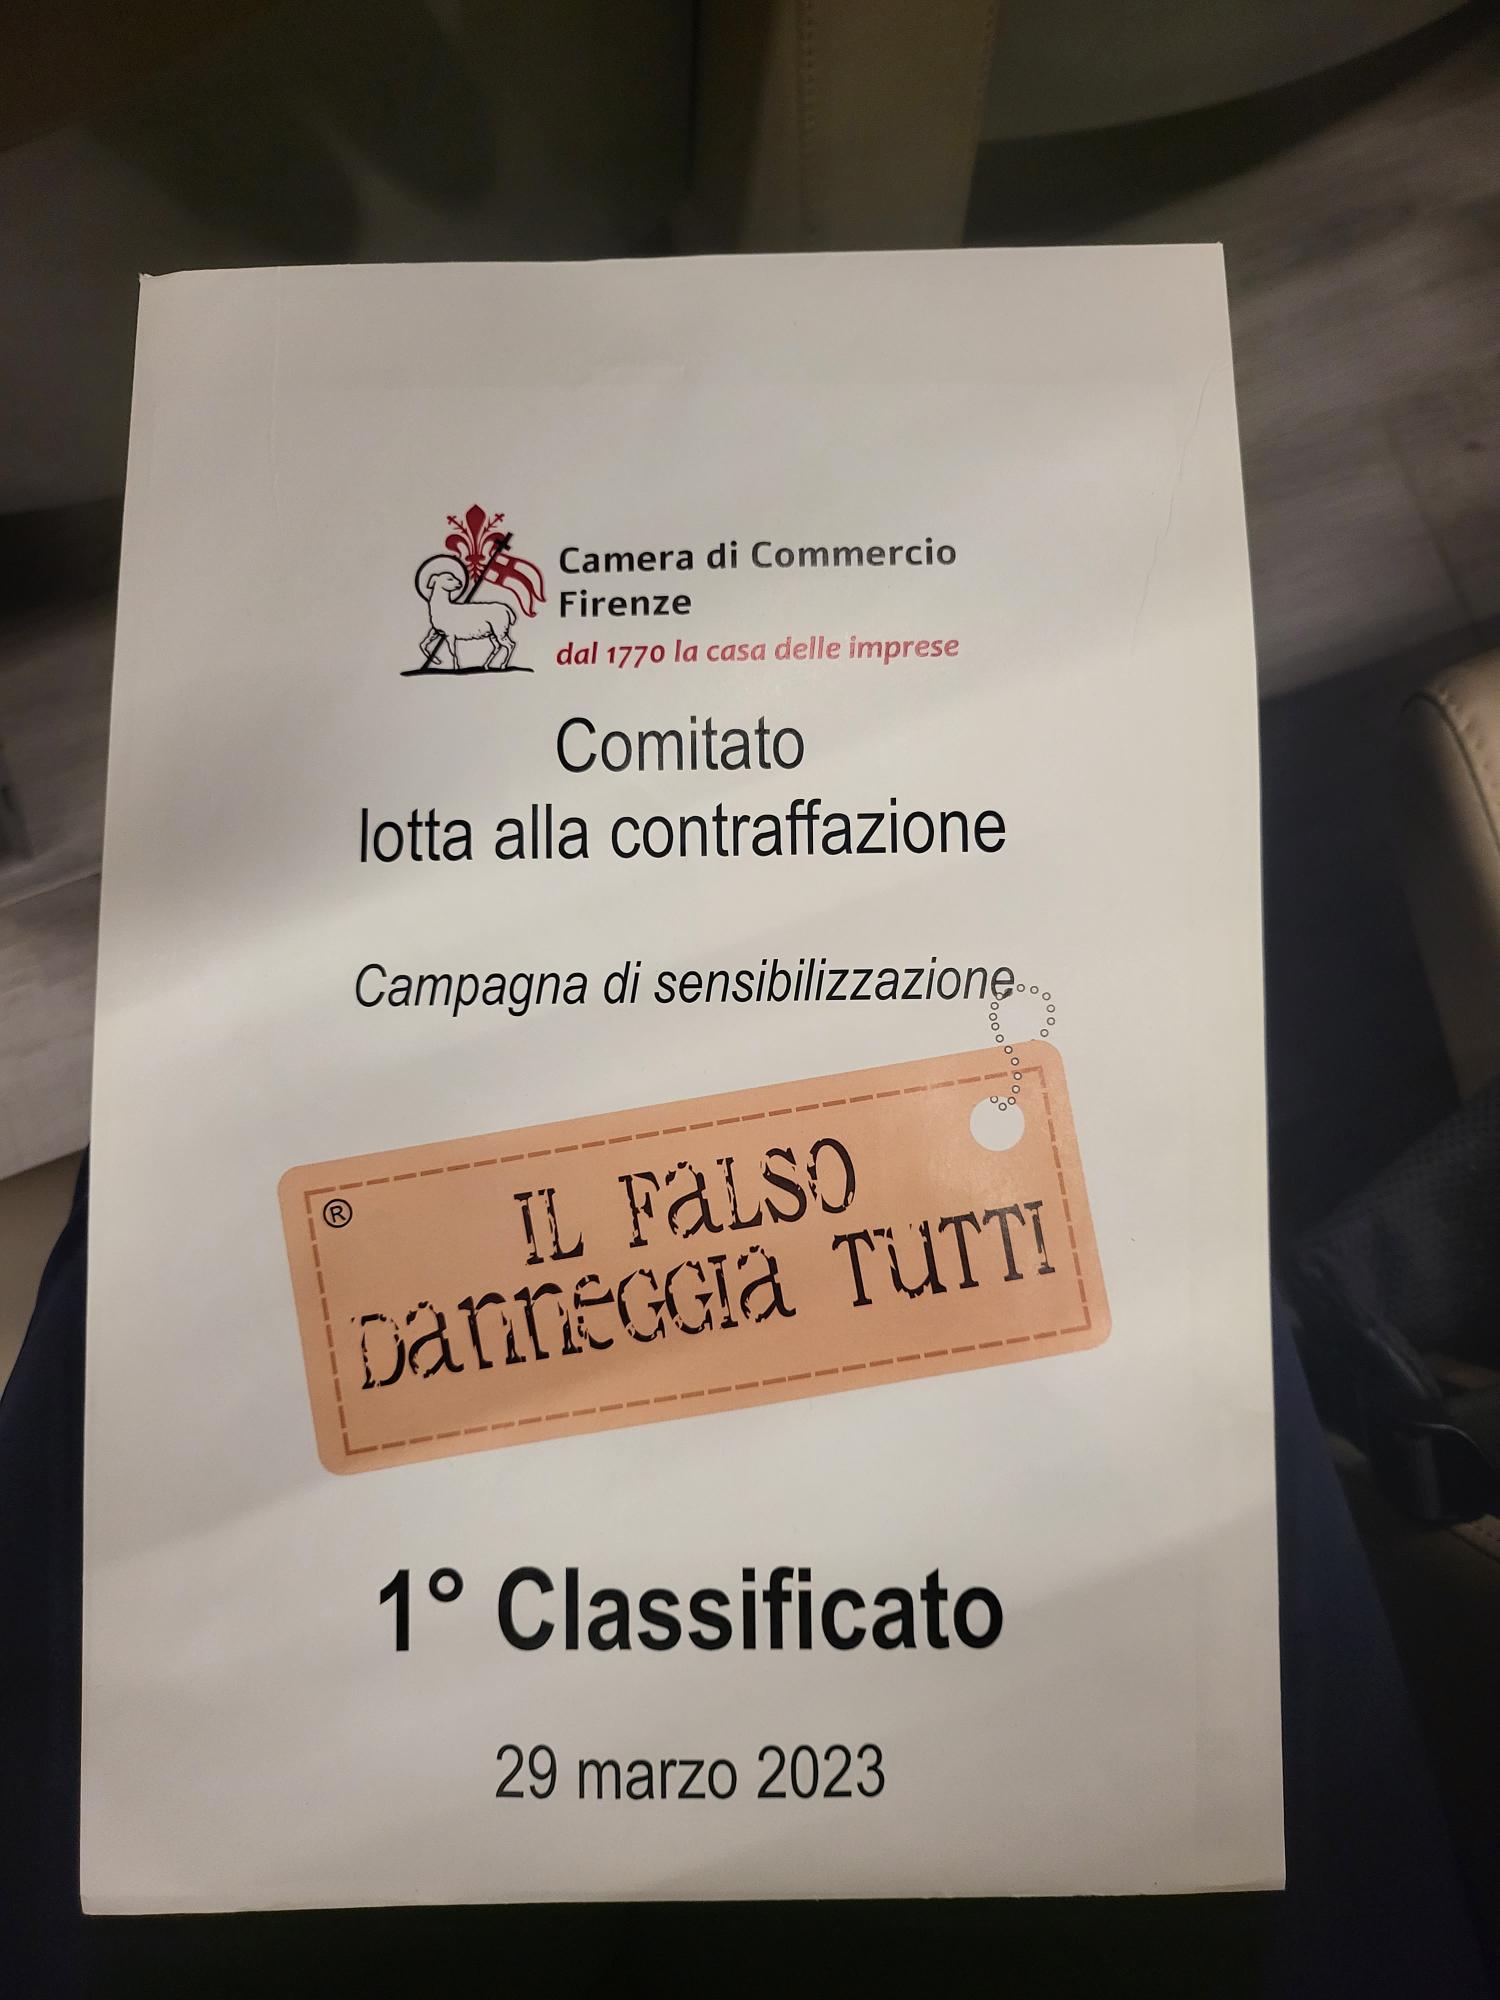 Camera di Commercio
Firenze
dal 1770 la casa delle imprese
Comitato
lotta alla contraffazione
Campagna di sensibilizzazione
®
IL FALSO
DANNEGGIA TUTTI
1° Classificato
29 marzo 2023